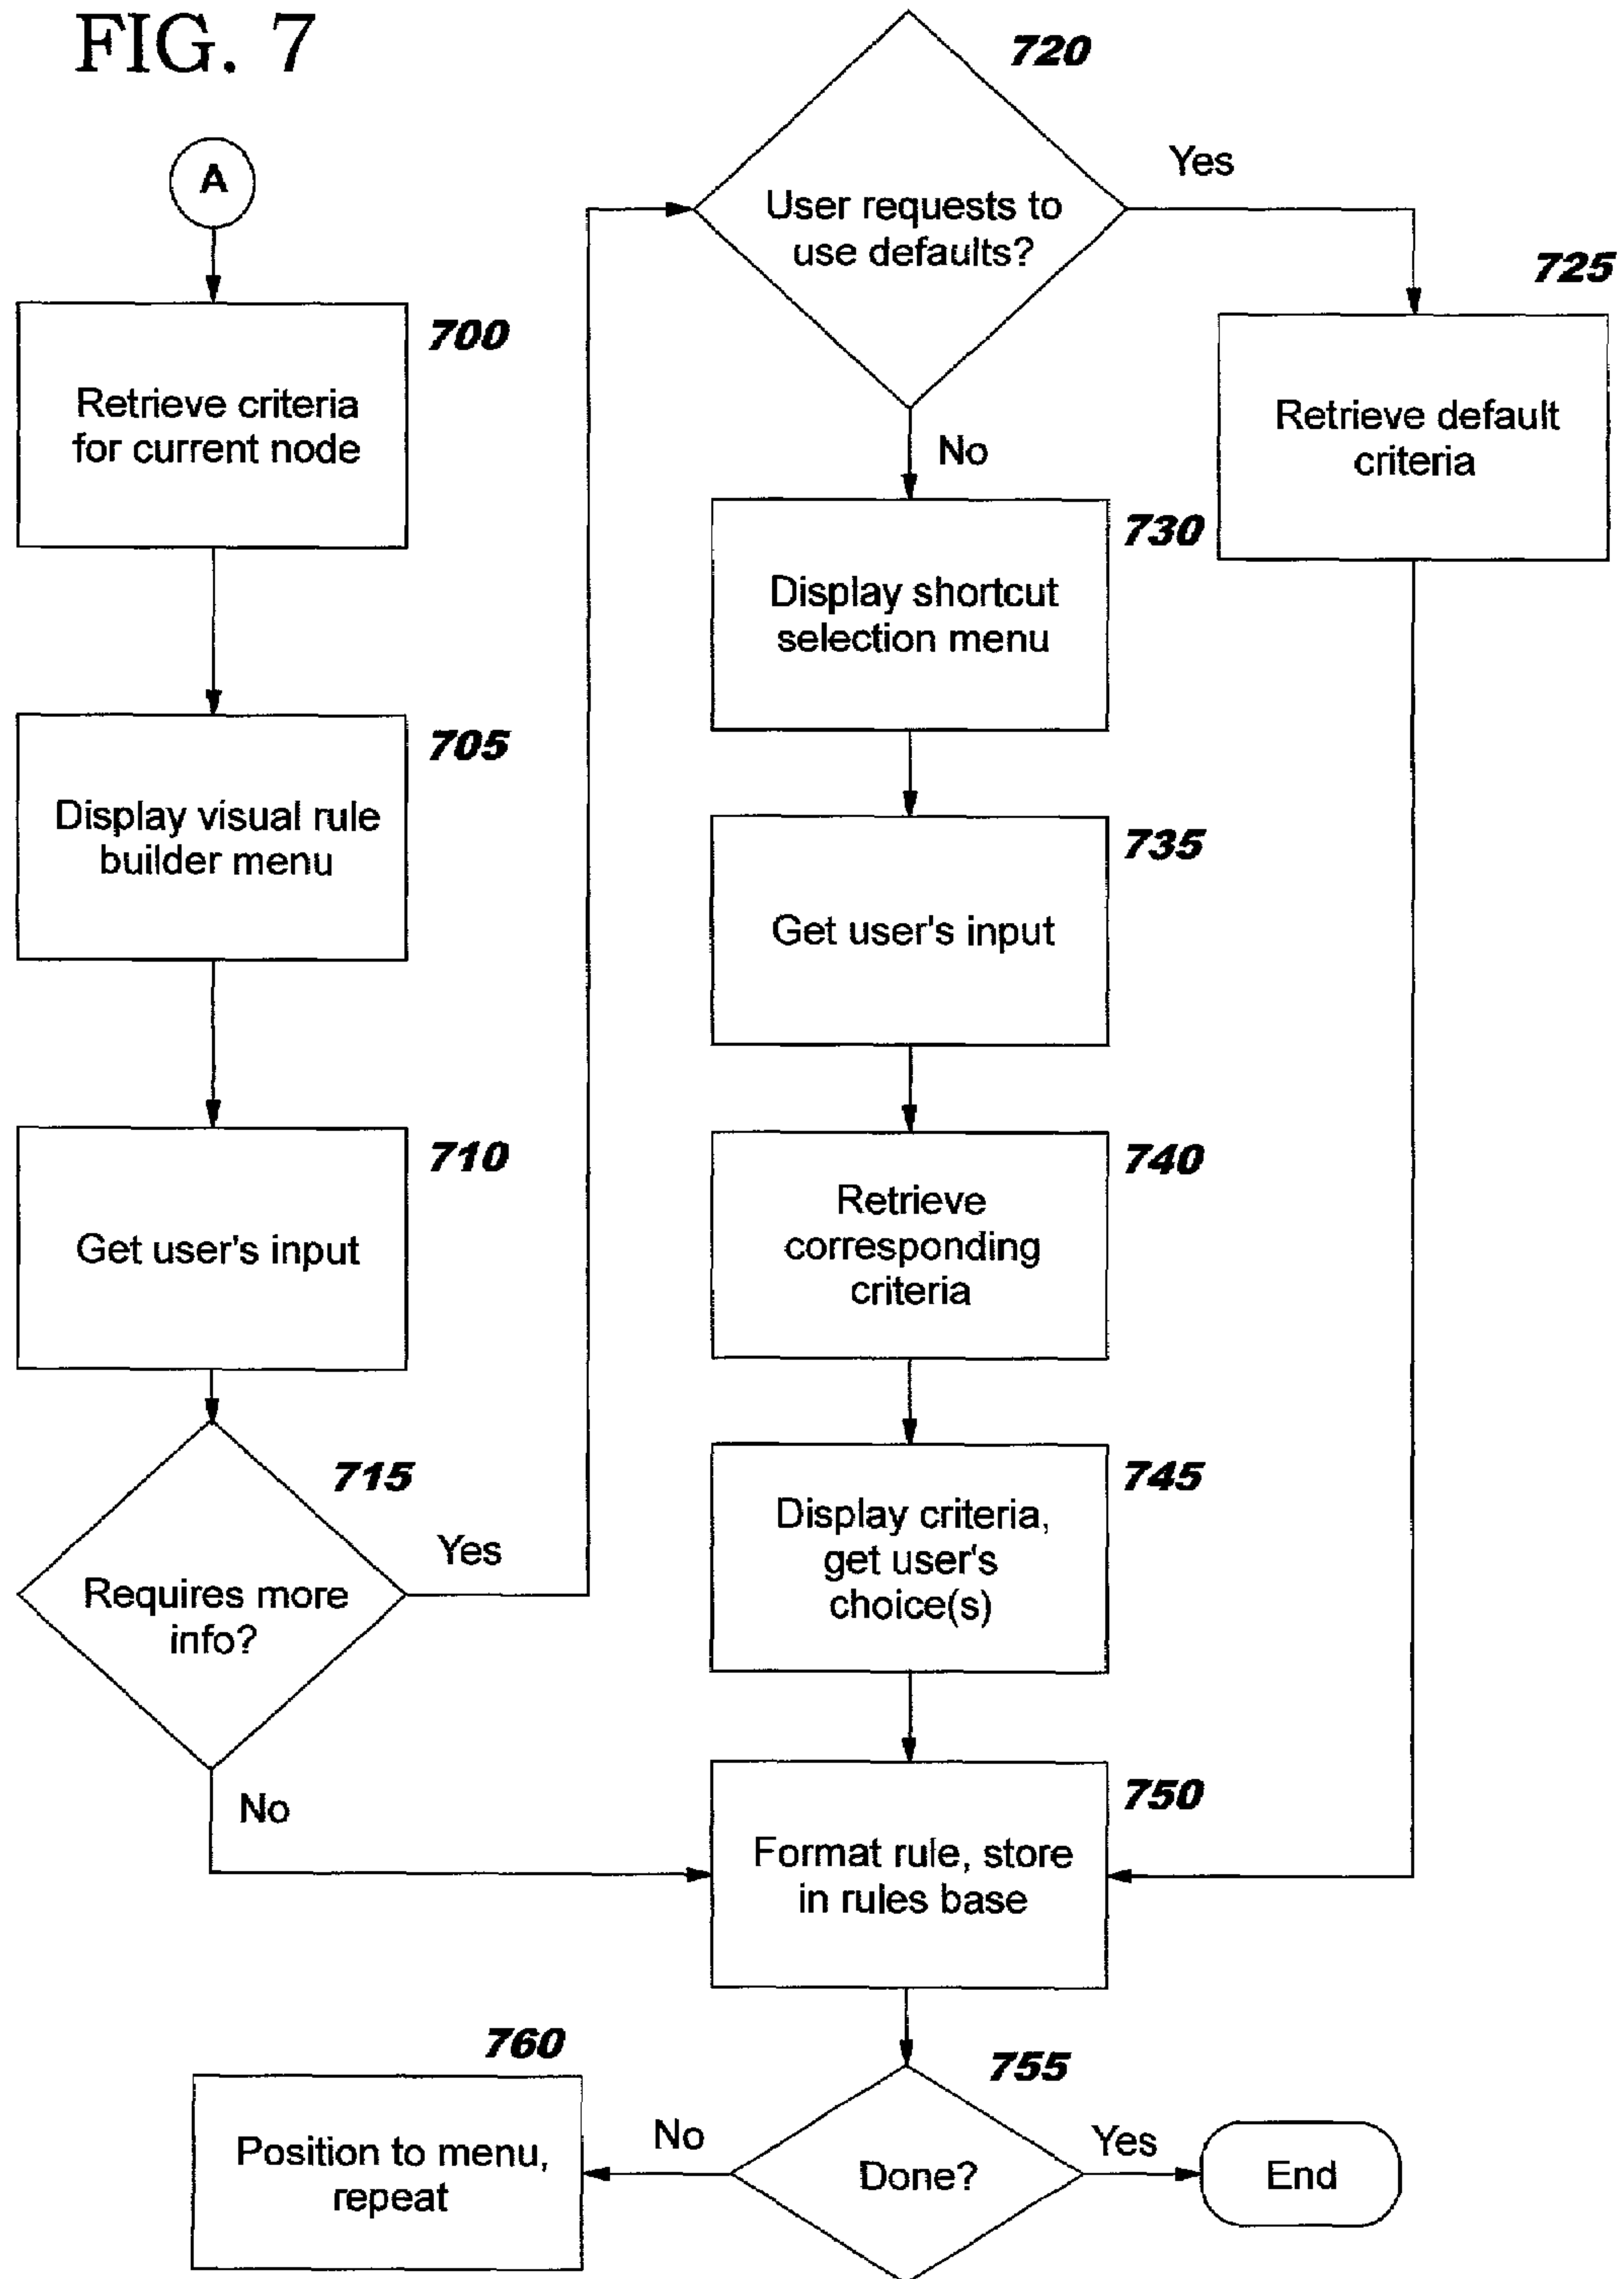 FIG. 7
A
700
Retrieve criteria
for current node
705
Display visual rule
builder menu
710
Get user's input
715
Requires more
info?
Yes
No
720
User requests to
use defaults?
Yes
No
725
Retrieve default
criteria
730
Display shortcut
selection menu
735
Get user's input
740
Retrieve
corresponding
criteria
745
Display criteria,
get user's
choice(s)
750
Format rule, store
in rules base
755
Done?
No
Yes
760
Position to menu,
repeat
End